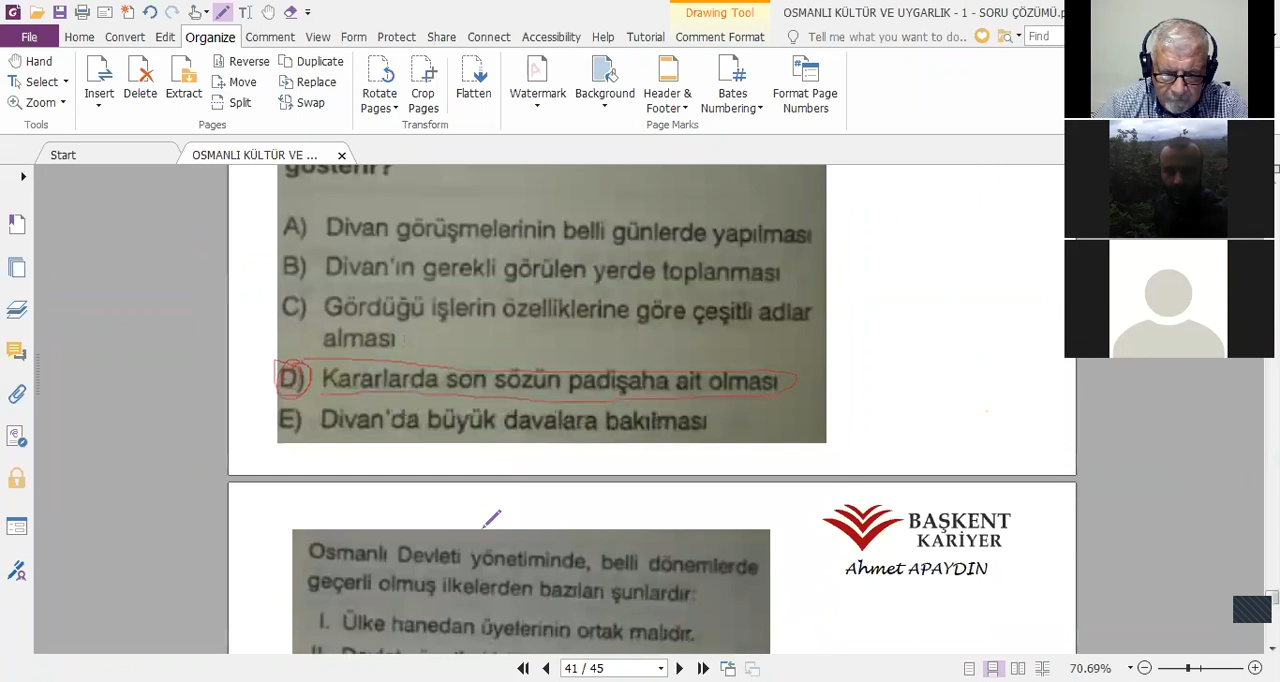 Drawing Tool
OSMANLI KÜLTÜR VE UYGARLIK - 1 - SORU ÇÖZÜMÜ.p
File
Home
Convert
Edit
Organize
Comment
View
Form
Protect
Share
Connect
Accessibility
Help
Tutorial
Comment Format
Tell me what you want to do..
Find
Hand
Select
Zoom
Tools
Insert
Delete
Extract
Reverse
Move
Split
Duplicate
Replace
Swap
Pages
Rotate Pages
Crop Pages
Flatten
Transform
Watermark
Background
Header & Footer
Bates Numbering
Format Page Numbers
Page Marks
Start
OSMANLI KÜLTÜR VE ...
gösterir?
A) Divan görüşmelerinin belli günlerde yapılması
B) Divan'ın gerekli görülen yerde toplanması
C) Gördüğü işlerin özelliklerine göre çeşitli adlar
alması
D) Kararlarda son sözün padişaha ait olması
E) Divan'da büyük davalara bakılması
BAŞKENT
KARİYER
Ahmet APAYDIN
Osmanlı Devleti yönetiminde, belli dönemlerde
geçerli olmuş ilkelerden bazıları şunlardır:
I. Ülke hanedan üyelerinin ortak malıdır.
41 / 45
70.69%